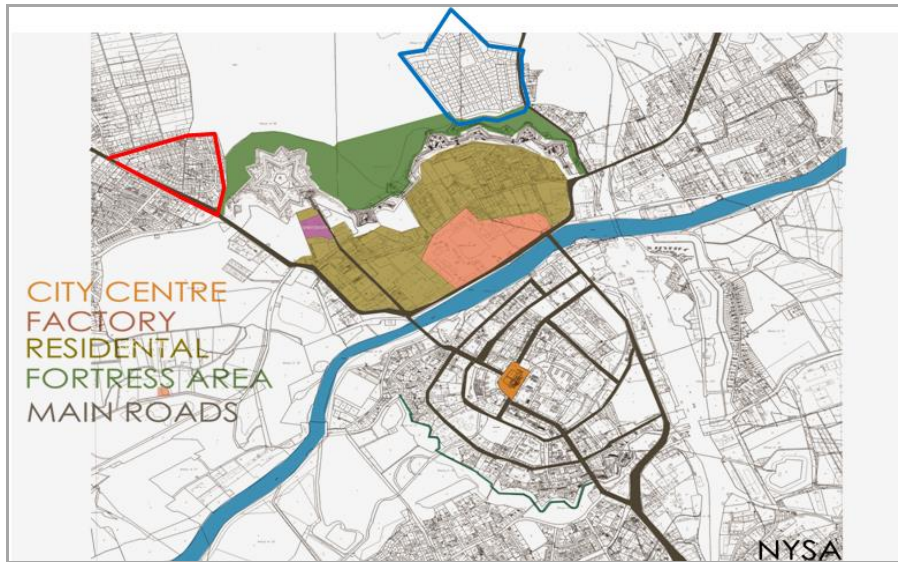 CITY CENTRE
FACTORY
RESIDENTAL
FORTRESS AREA
MAIN ROADS
NYSA